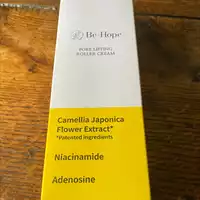 Be-Hope
PORE LIFTING
ROLLER CREAM
Camellia Japonica
Flower Extract*
*Patented ingredients
Niacinamide
Adenosine